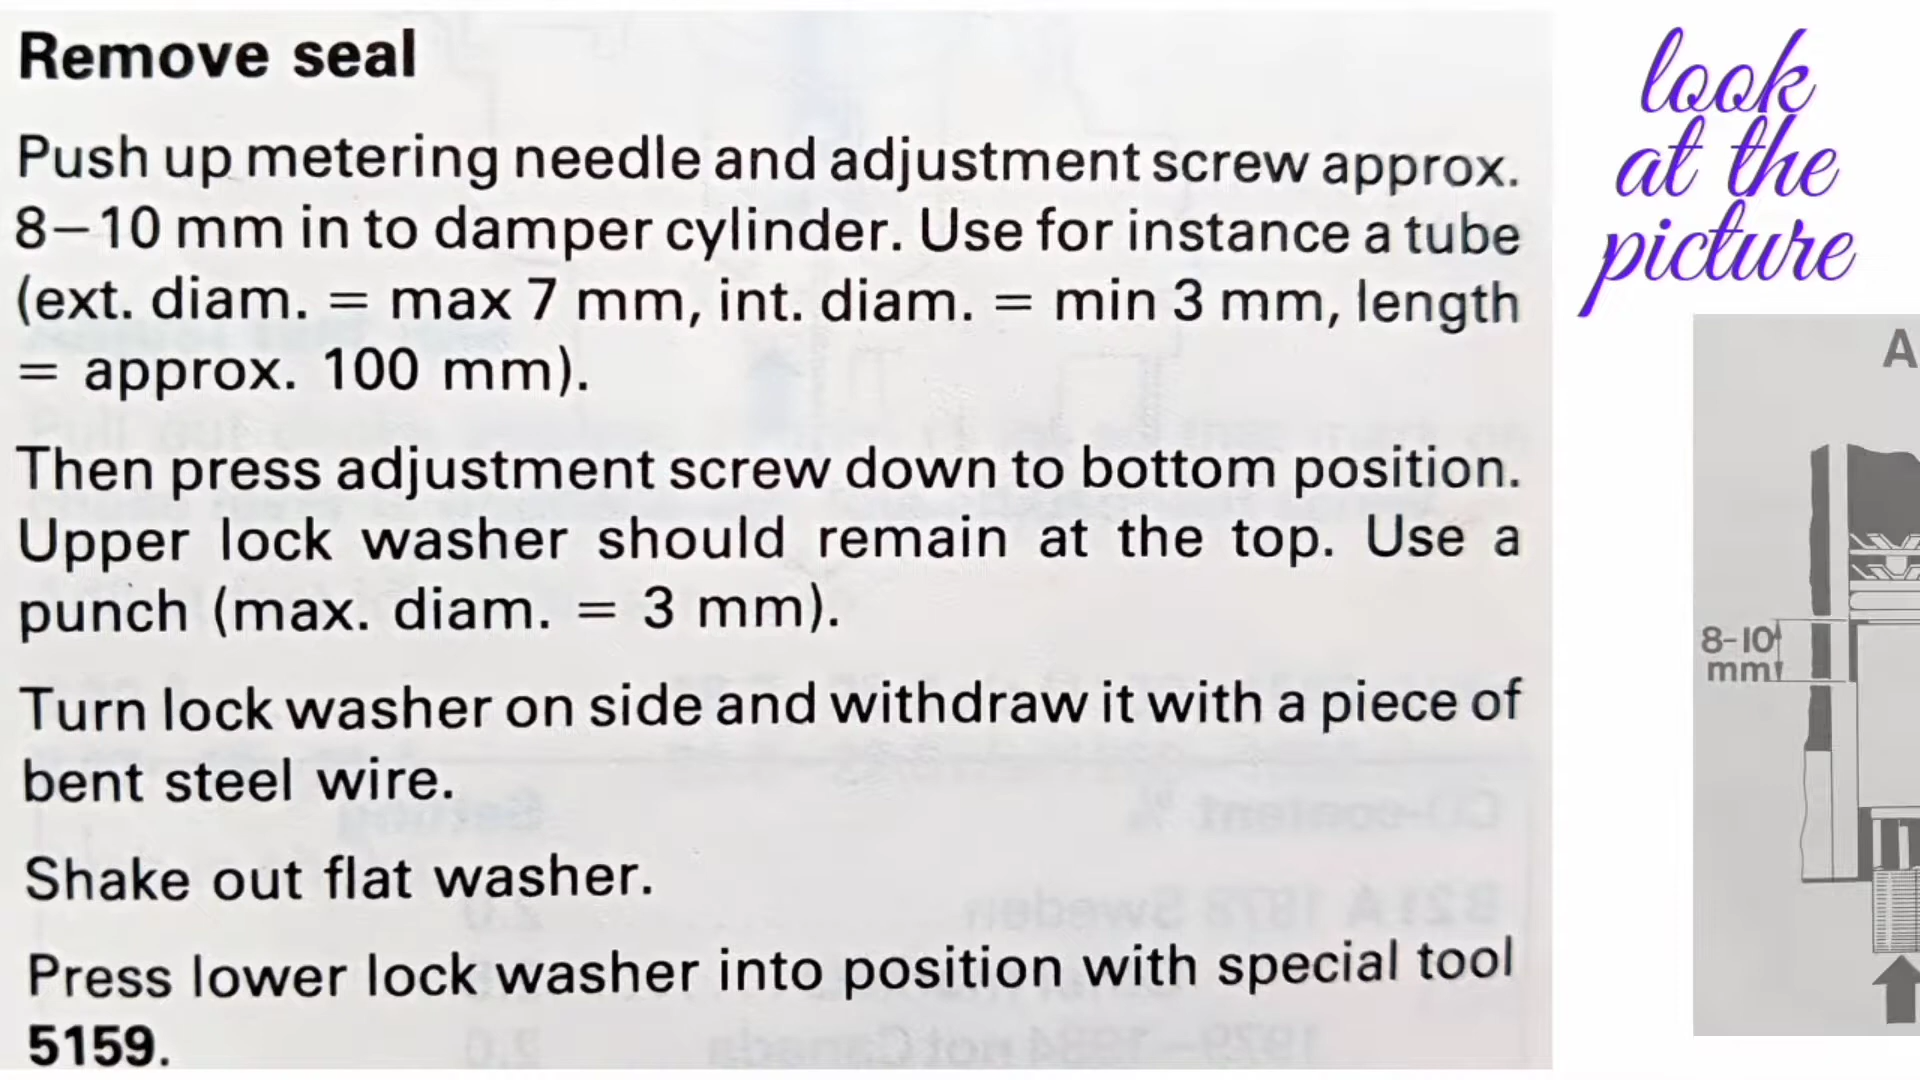 Remove seal
Push up metering needle and adjustment screw approx.
8–10 mm in to damper cylinder. Use for instance a tube
(ext. diam. = max 7 mm, int. diam. = min 3 mm, length
= approx. 100 mm).
Then press adjustment screw down to bottom position.
Upper lock washer should remain at the top. Use a
punch (max. diam. = 3 mm).
Turn lock washer on side and withdraw it with a piece of
bent steel wire.
Shake out flat washer.
Press lower lock washer into position with special tool
5159.
look
at the
picture
A
8-10
mm